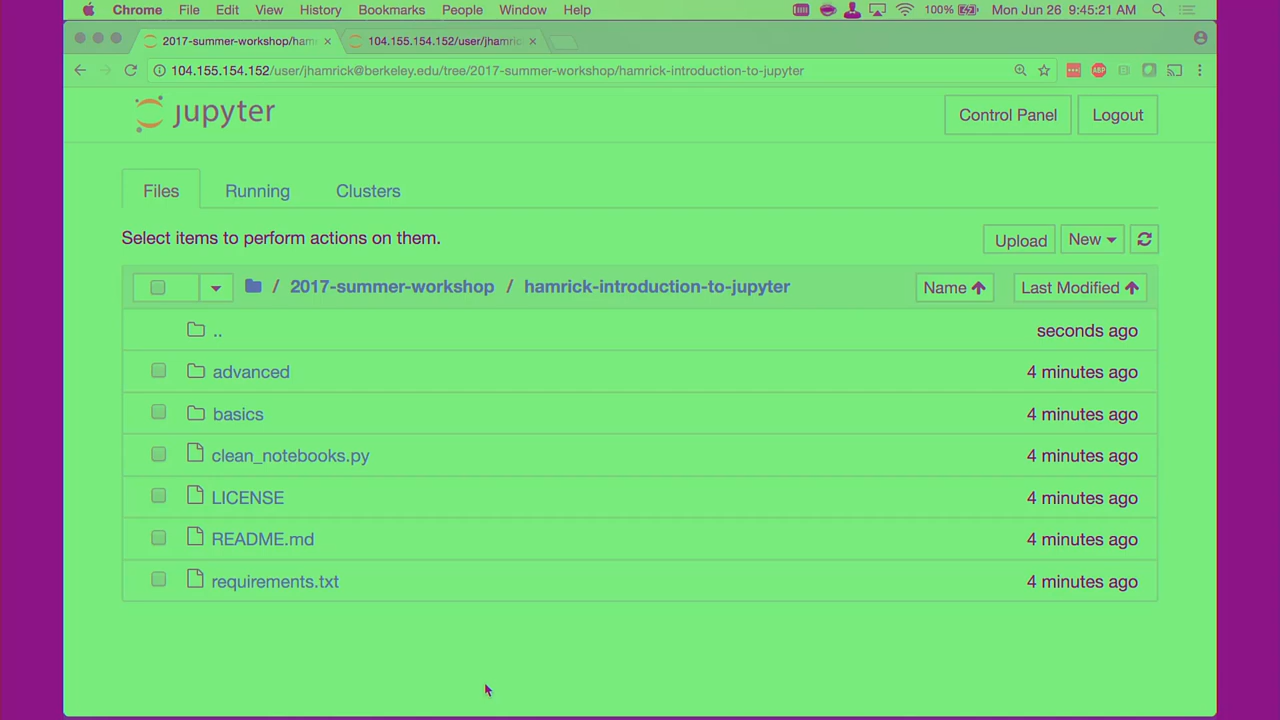 Chrome File Edit View History Bookmarks People Window Help 100% Mon Jun 26 9:45:21 AM
2017-summer-workshop/ham 104.155.154.152/user/jhamric
104.155.154.152/user/jhamrick@berkeley.edu/tree/2017-summer-workshop/hamrick-introduction-to-jupyter ABP
jupyter Control Panel Logout
Files Running Clusters
Select items to perform actions on them. Upload New
/ 2017-summer-workshop / hamrick-introduction-to-jupyter Name Last Modified
.. seconds ago
advanced 4 minutes ago
basics 4 minutes ago
clean_notebooks.py 4 minutes ago
LICENSE 4 minutes ago
README.md 4 minutes ago
requirements.txt 4 minutes ago